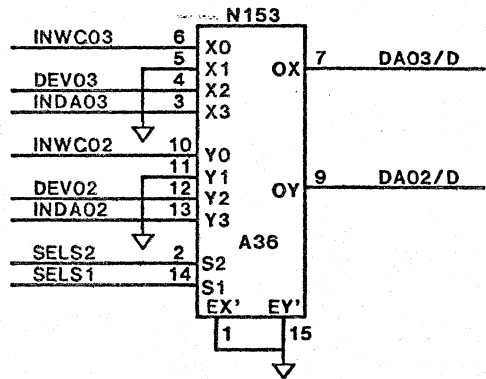 N153
INWC03 6 X0
5 X1 OX 7 DA03/D
DEV03 4 X2
INDA03 3 X3
INWC02 10 Y0
11 Y1
DEV02 12 Y2 OY 9 DA02/D
INDA02 13 Y3
A36
SELS2 2 S2
SELS1 14 S1
EX' EY'
1 15